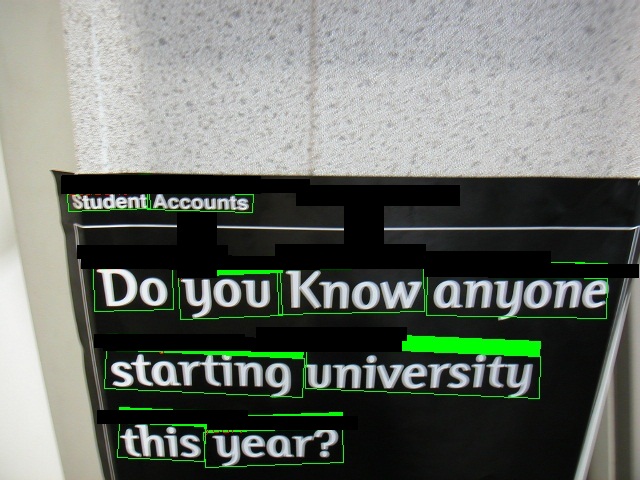 Student Accounts
Do you Know anyone
starting university
this year?